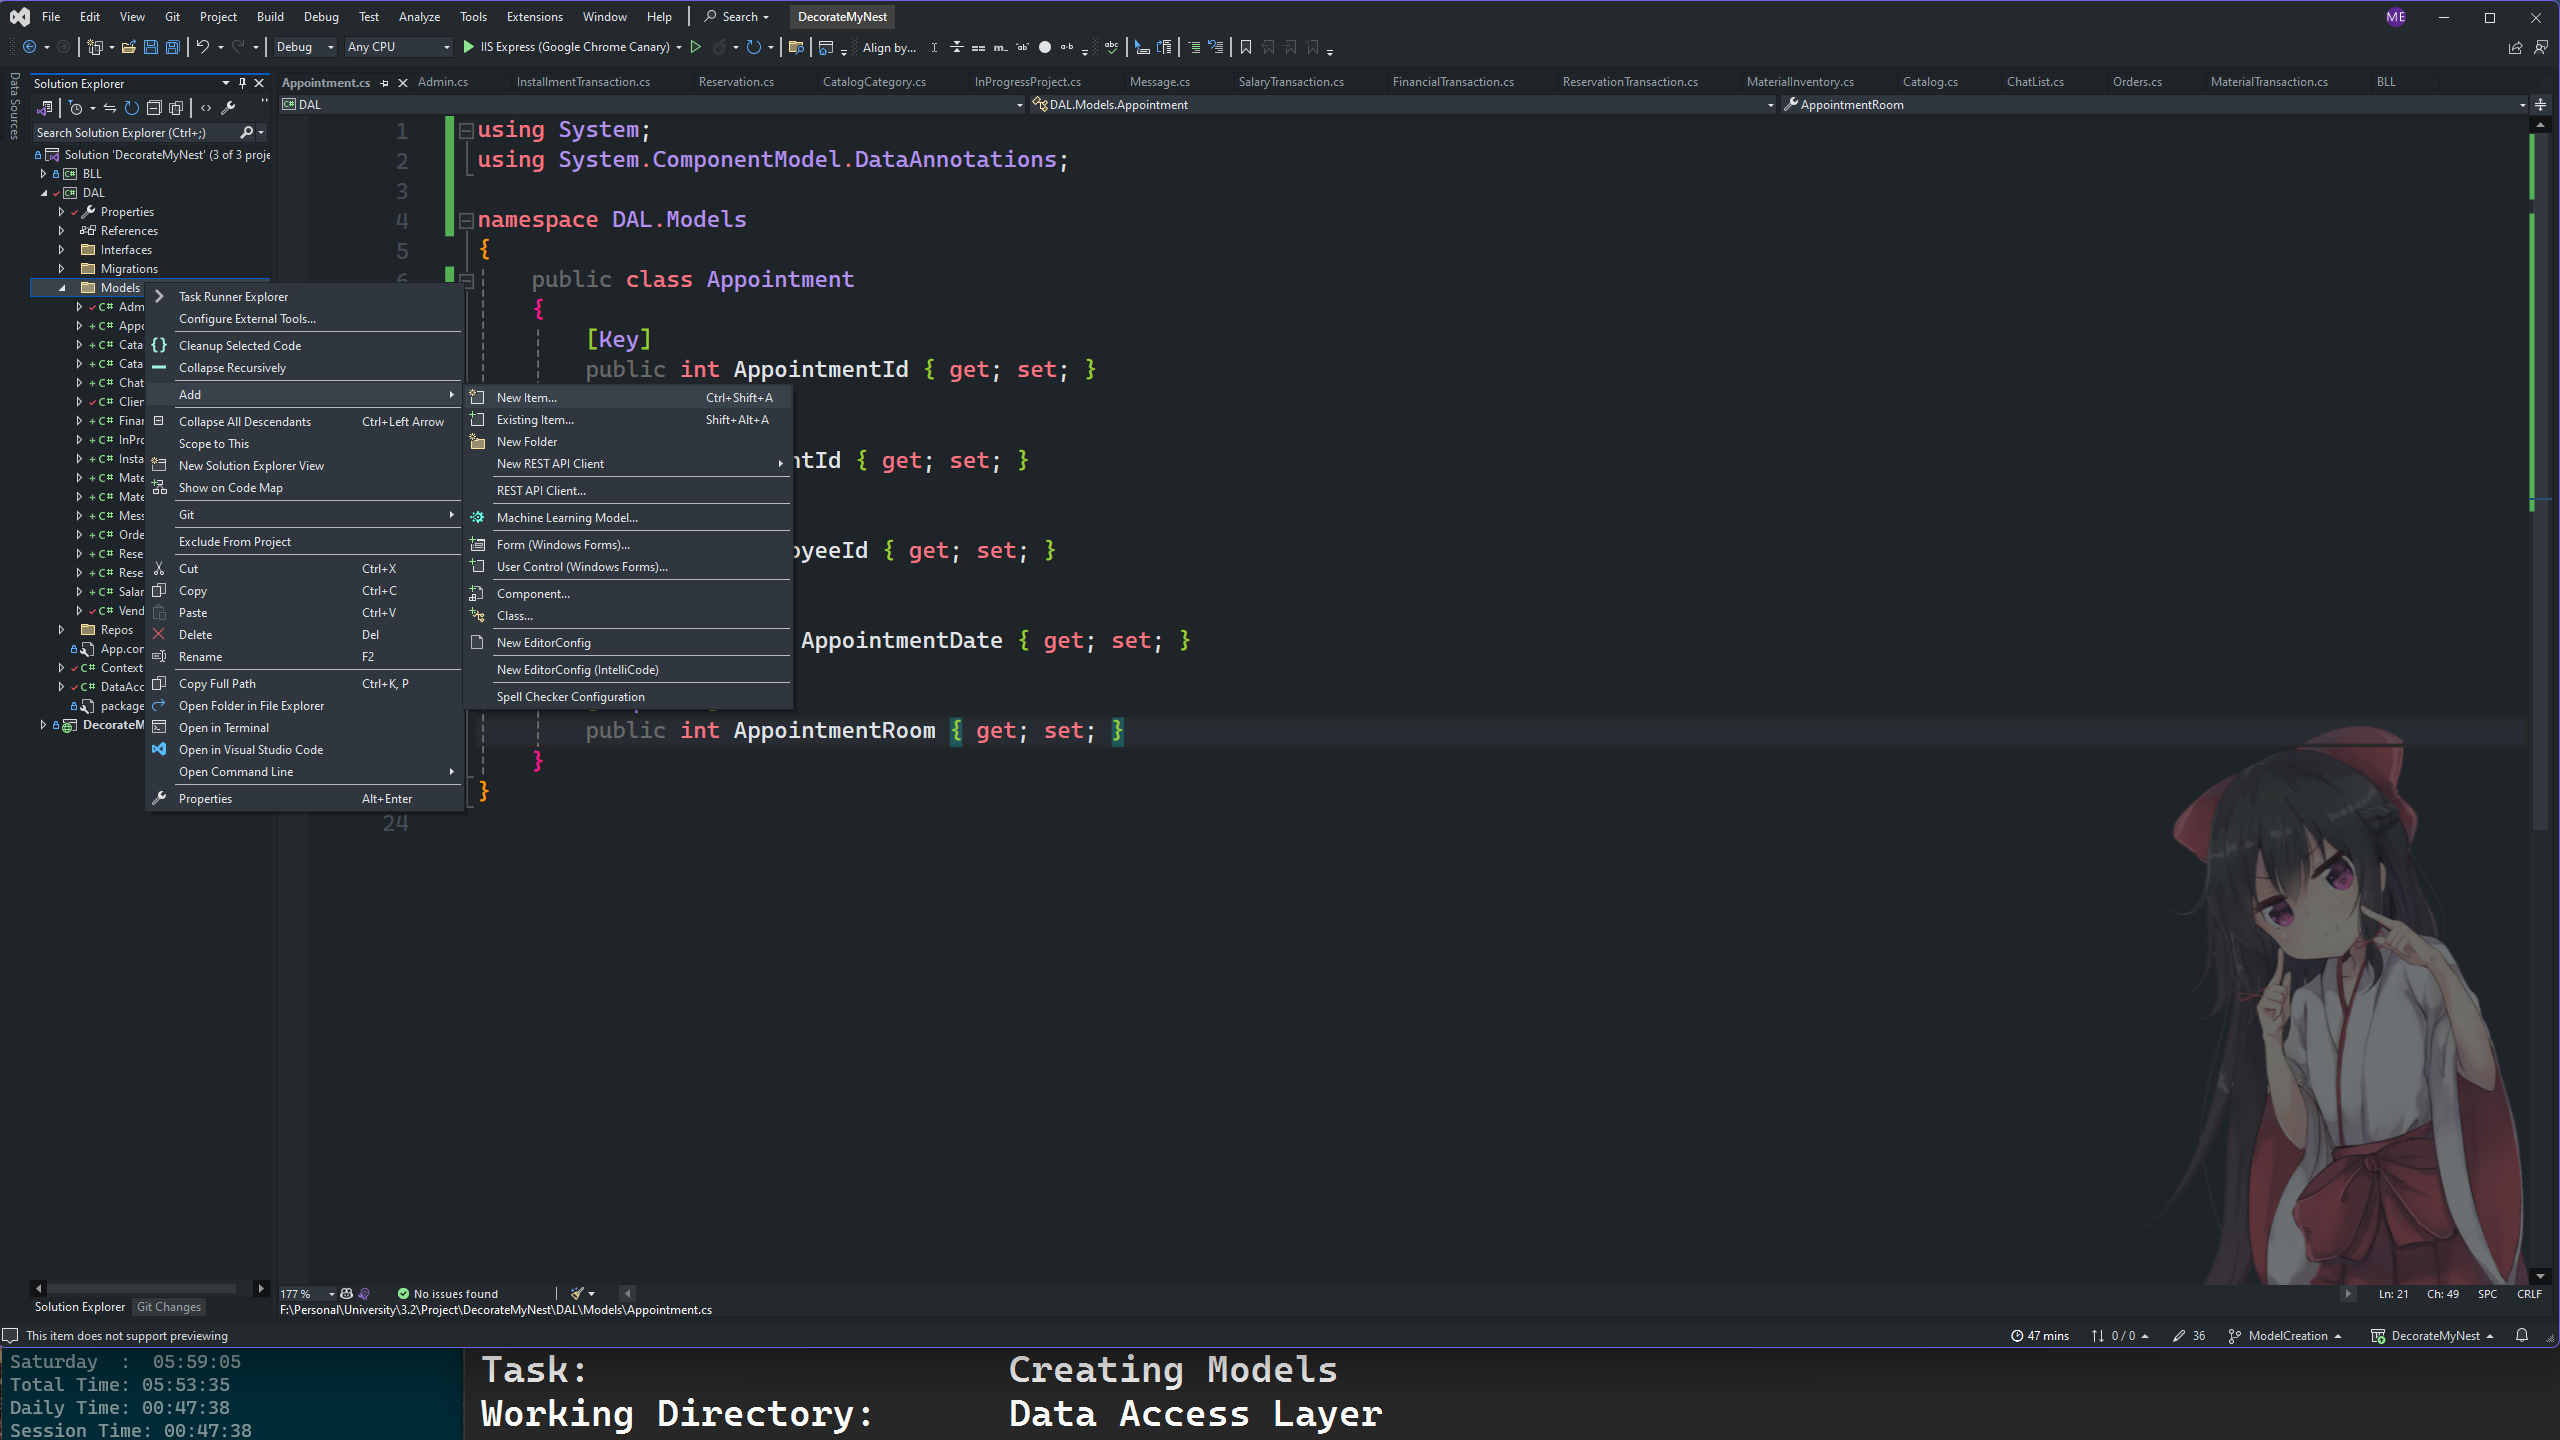 File Edit View Git Project Build Debug Test Analyze Tools Extensions Window Help Search DecorateMyNest ME
Debug Any CPU IIS Express (Google Chrome Canary) Align by...
Data Sources
Solution Explorer
Appointment.cs Admin.cs InstallmentTransaction.cs Reservation.cs CatalogCategory.cs InProgressProject.cs Message.cs SalaryTransaction.cs FinancialTransaction.cs ReservationTransaction.cs MaterialInventory.cs Catalog.cs ChatList.cs Orders.cs MaterialTransaction.cs BLL
DAL DAL.Models.Appointment AppointmentRoom
Search Solution Explorer (Ctrl+;)
Solution 'DecorateMyNest' (3 of 3 proje
BLL
DAL
Properties
References
Interfaces
Migrations
Models
C# Adm
C# Appo
C# Cata
C# Cata
C# Chat
C# Clien
C# Finan
C# InPro
C# Insta
C# Mate
C# Mate
C# Mess
C# Orde
C# Rese
C# Rese
C# Salar
C# Vend
Repos
App.con
C# Context
C# DataAcc
package
DecorateM
Task Runner Explorer
Configure External Tools...
Cleanup Selected Code
Collapse Recursively
Add
Collapse All Descendants Ctrl+Left Arrow
Scope to This
New Solution Explorer View
Show on Code Map
Git
Exclude From Project
Cut Ctrl+X
Copy Ctrl+C
Paste Ctrl+V
Delete Del
Rename F2
Copy Full Path Ctrl+K, P
Open Folder in File Explorer
Open in Terminal
Open in Visual Studio Code
Open Command Line
Properties Alt+Enter
New Item... Ctrl+Shift+A
Existing Item... Shift+Alt+A
New Folder
New REST API Client
REST API Client...
Machine Learning Model...
Form (Windows Forms)...
User Control (Windows Forms)...
Component...
Class...
New EditorConfig
New EditorConfig (IntelliCode)
Spell Checker Configuration
1 using System;
2 using System.ComponentModel.DataAnnotations;
3
4 namespace DAL.Models
5 {
6 public class Appointment
{
[Key]
public int AppointmentId { get; set; }
ntId { get; set; }
oyeeId { get; set; }
AppointmentDate { get; set; }
public int AppointmentRoom { get; set; }
}
}
24
177 % No issues found Ln: 21 Ch: 49 SPC CRLF
Solution Explorer Git Changes
F:\Personal\University\3.2\Project\DecorateMyNest\DAL\Models\Appointment.cs
This item does not support previewing 47 mins 0 / 0 36 ModelCreation DecorateMyNest
Saturday : 05:59:05
Total Time: 05:53:35
Daily Time: 00:47:38
Session Time: 00:47:38
Task: Creating Models
Working Directory: Data Access Layer